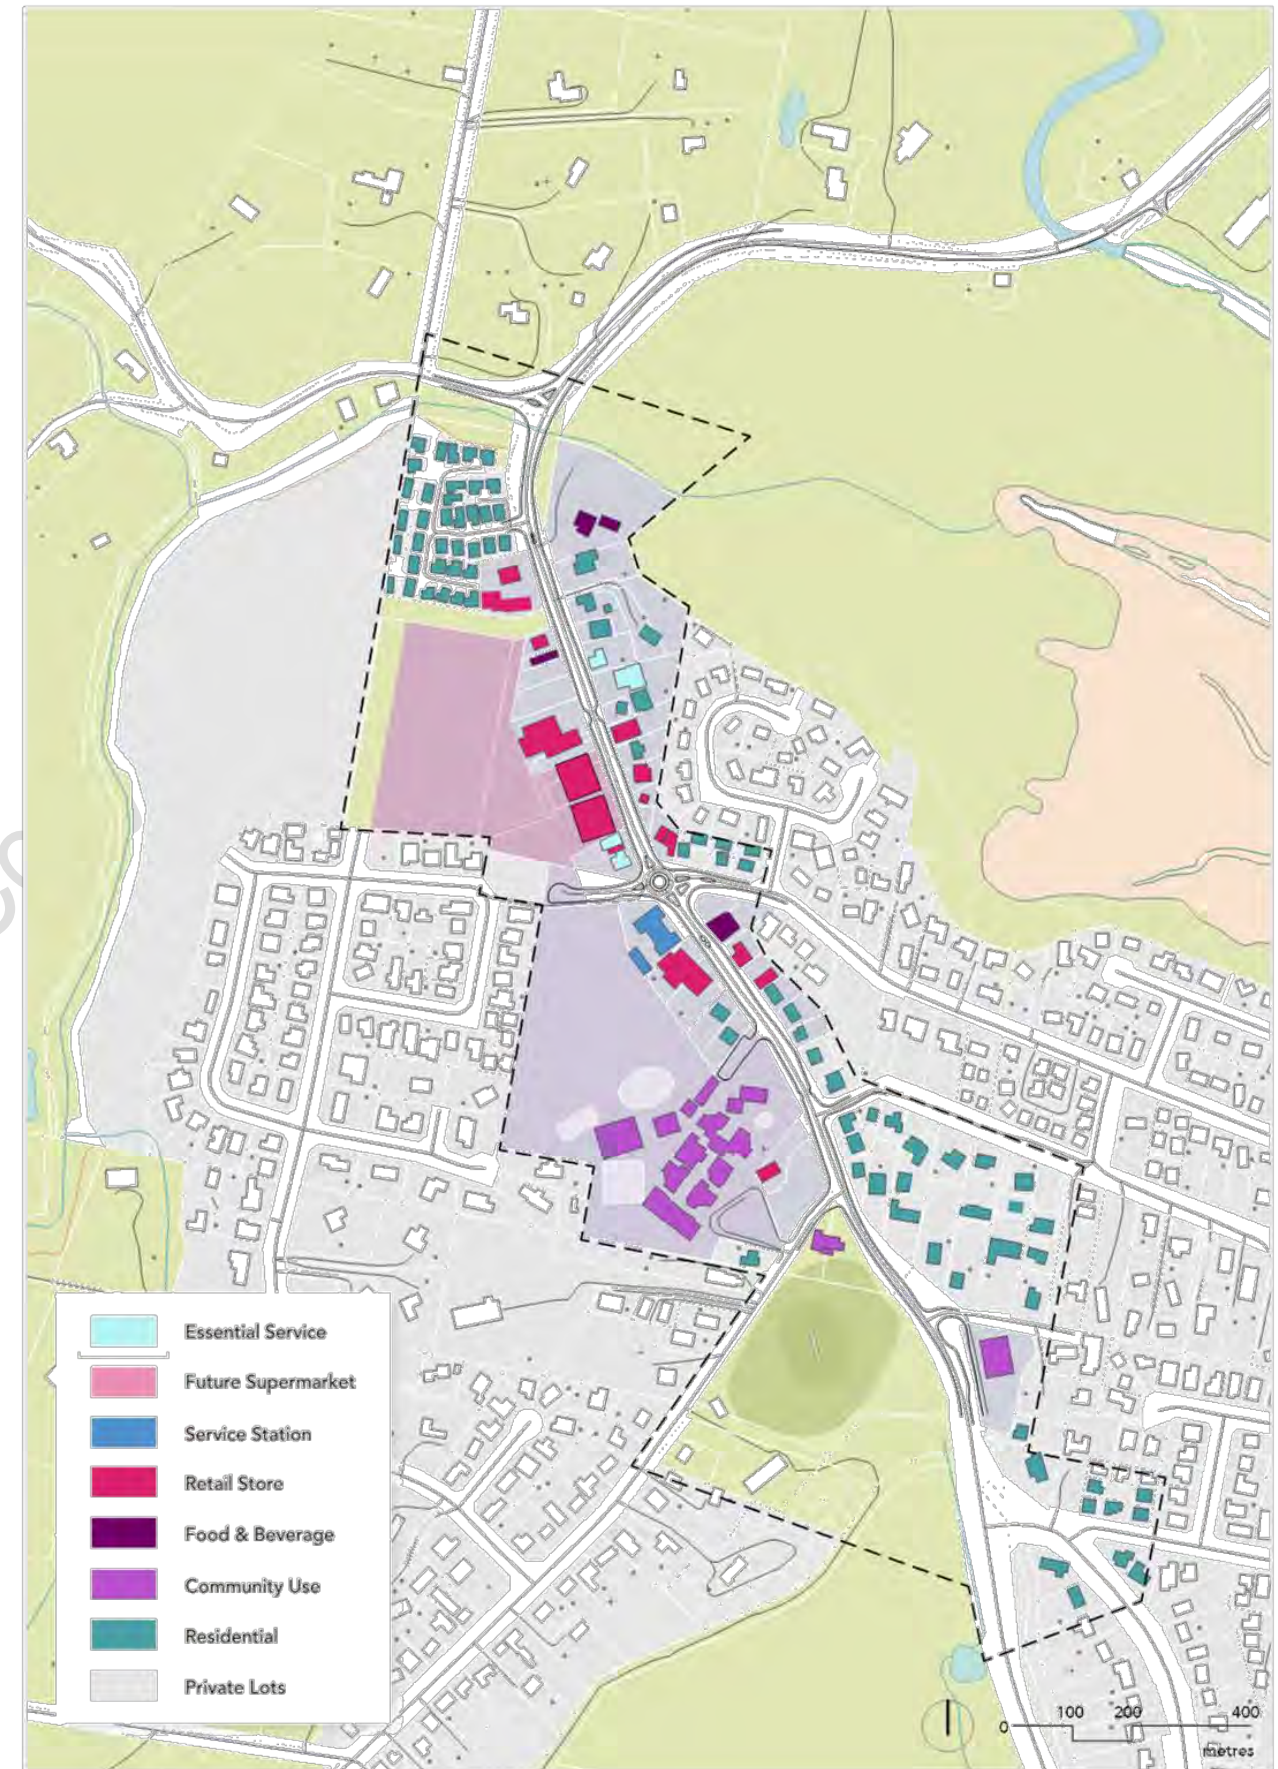 Essential Service
Future Supermarket
Service Station
Retail Store
Food & Beverage
Community Use
Residential
Private Lots
0 100 200 400
metres